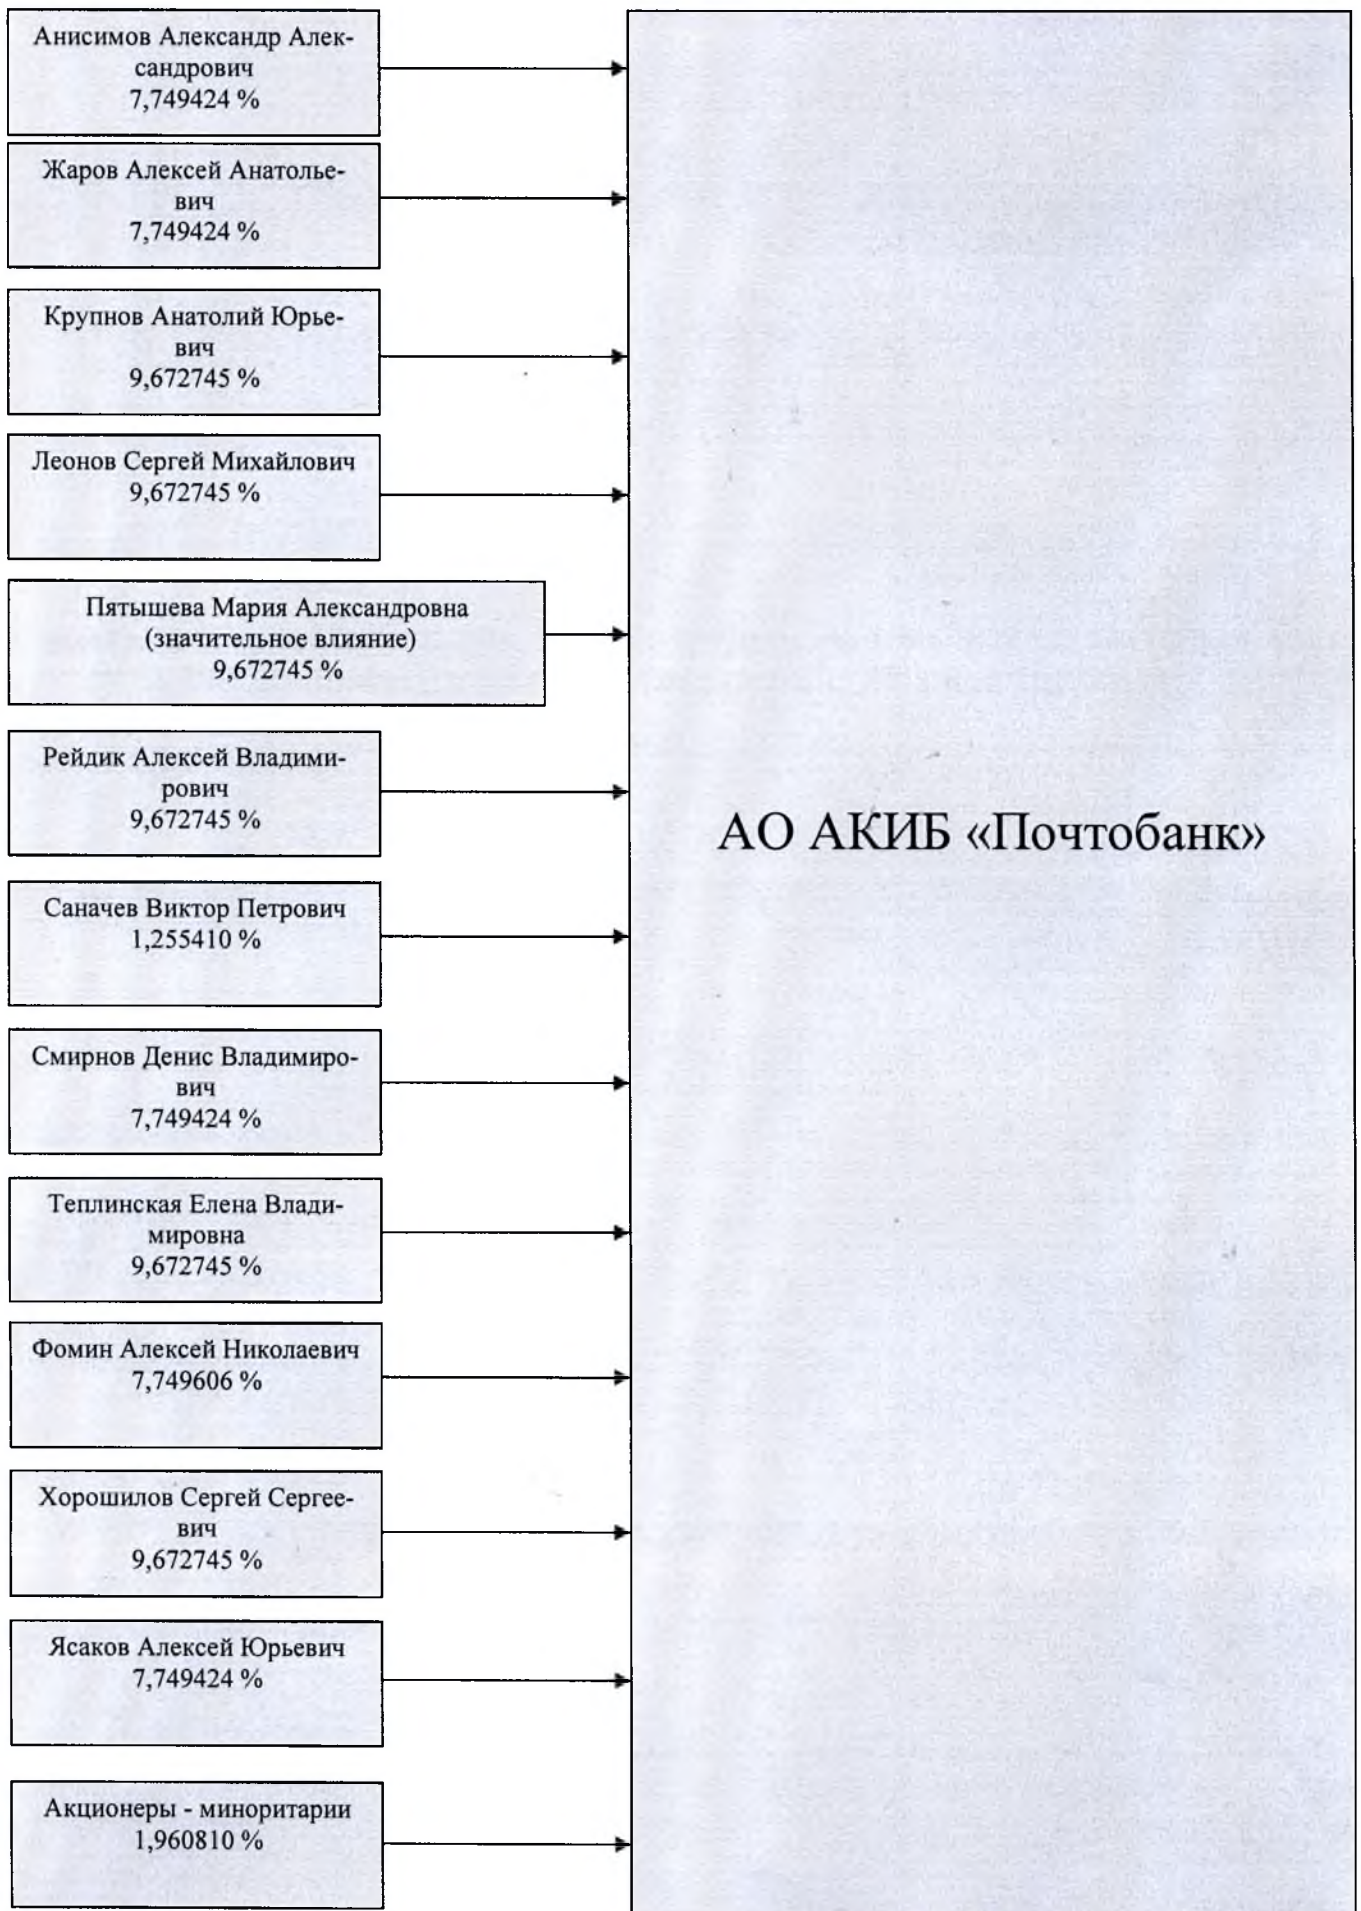 Анисимов Александр Алек-
сандрович
7,749424 %
Жаров Алексей Анатолье-
вич
7,749424 %
Крупнов Анатолий Юрье-
вич
9,672745 %
Леонов Сергей Михайлович
9,672745 %
Пятышева Мария Александровна
(значительное влияние)
9,672745 %
Рейдик Алексей Владими-
рович
9,672745 %
АО АКИБ «Почтобанк»
Саначев Виктор Петрович
1,255410 %
Смирнов Денис Владимиро-
вич
7,749424 %
Теплинская Елена Влади-
мировна
9,672745 %
Фомин Алексей Николаевич
7,749606 %
Хорошилов Сергей Сергее-
вич
9,672745 %
Ясаков Алексей Юрьевич
7,749424 %
Акционеры - миноритарии
1,960810 %